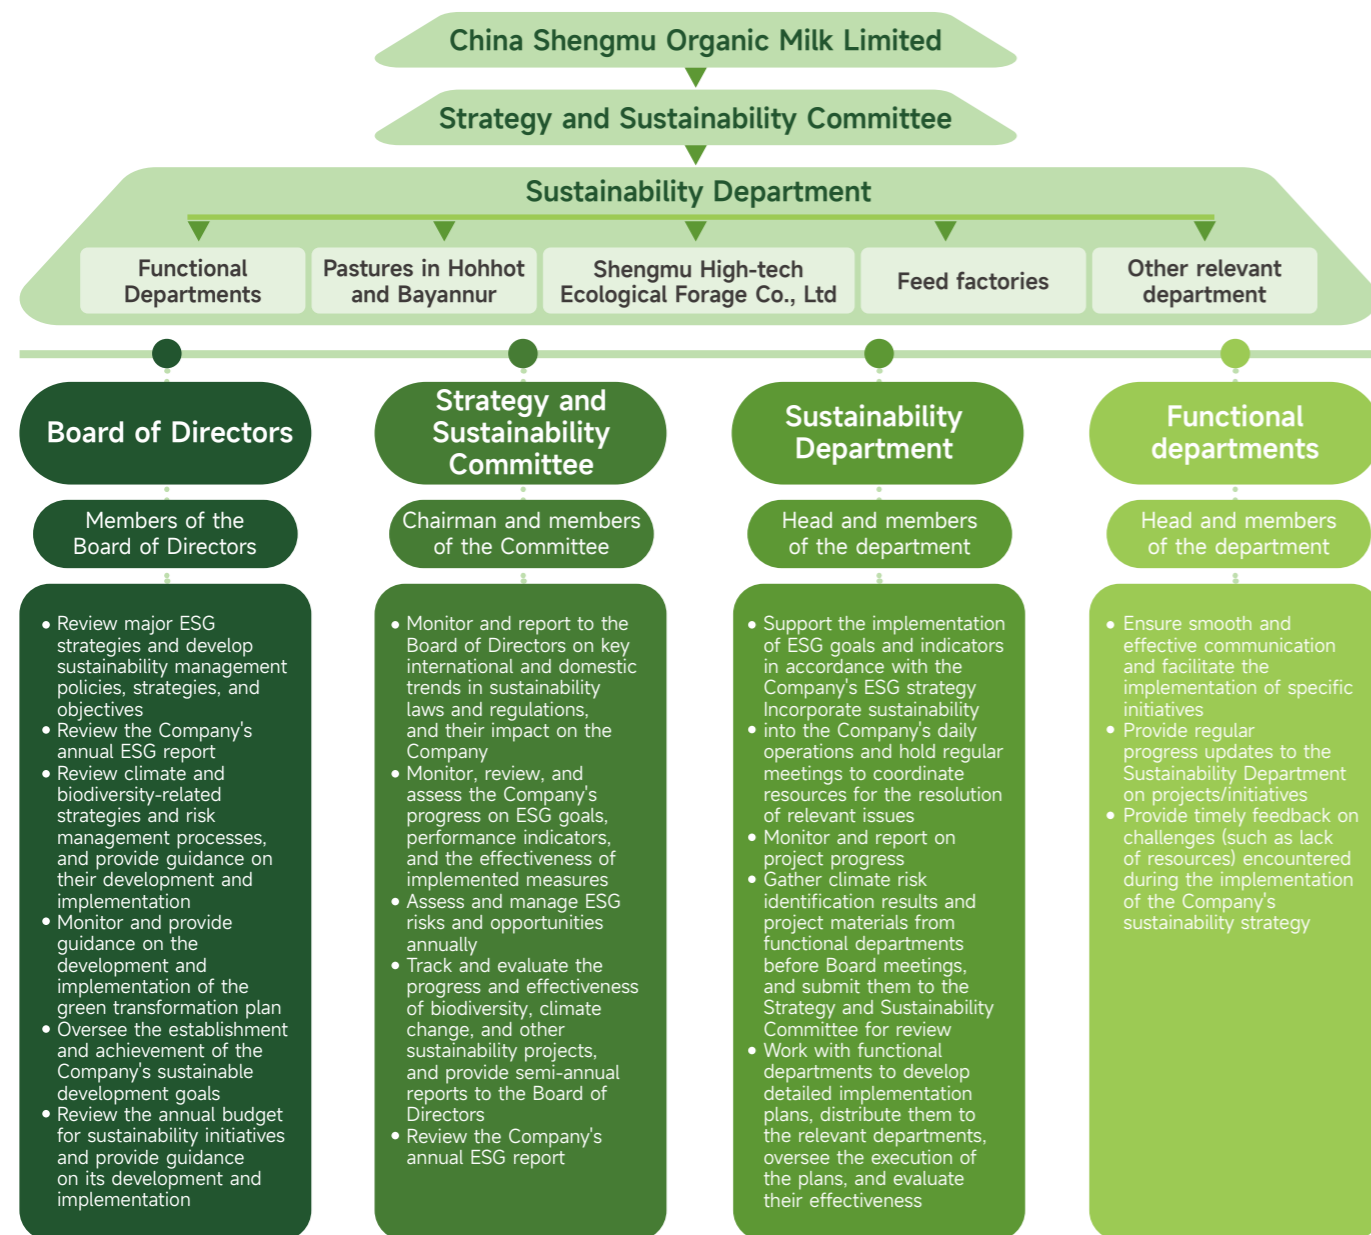 China Shengmu Organic Milk Limited
Strategy and Sustainability Committee
Sustainability Department
Functional
Departments
Pastures in Hohhot
and Bayannur
Shengmu High-tech
Ecological Forage Co., Ltd
Feed factories
Other relevant
department
Board of Directors
Members of the
Board of Directors
• Review major ESG
strategies and develop
sustainability management
policies, strategies, and
objectives
• Review the Company's
annual ESG report
• Review climate and
biodiversity-related
strategies and risk
management processes,
and provide guidance on
their development and
implementation
• Monitor and provide
guidance on the
development and
implementation of the
green transformation plan
• Oversee the establishment
and achievement of the
Company's sustainable
development goals
• Review the annual budget
for sustainability initiatives
and provide guidance
on its development and
implementation
Strategy and
Sustainability
Committee
Chairman and members
of the Committee
• Monitor and report to the
Board of Directors on key
international and domestic
trends in sustainability
laws and regulations,
and their impact on the
Company
• Monitor, review, and
assess the Company's
progress on ESG goals,
performance indicators,
and the effectiveness of
implemented measures
• Assess and manage ESG
risks and opportunities
annually
• Track and evaluate the
progress and effectiveness
of biodiversity, climate
change, and other
sustainability projects,
and provide semi-annual
reports to the Board of
Directors
• Review the Company's
annual ESG report
Sustainability
Department
Head and members
of the department
• Support the implementation
of ESG goals and indicators
in accordance with the
Company's ESG strategy
Incorporate sustainability
• into the Company's daily
operations and hold regular
meetings to coordinate
resources for the resolution
of relevant issues
• Monitor and report on
project progress
• Gather climate risk
identification results and
project materials from
functional departments
before Board meetings,
and submit them to the
Strategy and Sustainability
Committee for review
• Work with functional
departments to develop
detailed implementation
plans, distribute them to
the relevant departments,
oversee the execution of
the plans, and evaluate
their effectiveness
Functional
departments
Head and members
of the department
• Ensure smooth and
effective communication
and facilitate the
implementation of specific
initiatives
• Provide regular
progress updates to the
Sustainability Department
on projects/initiatives
• Provide timely feedback on
challenges (such as lack
of resources) encountered
during the implementation
of the Company's
sustainability strategy